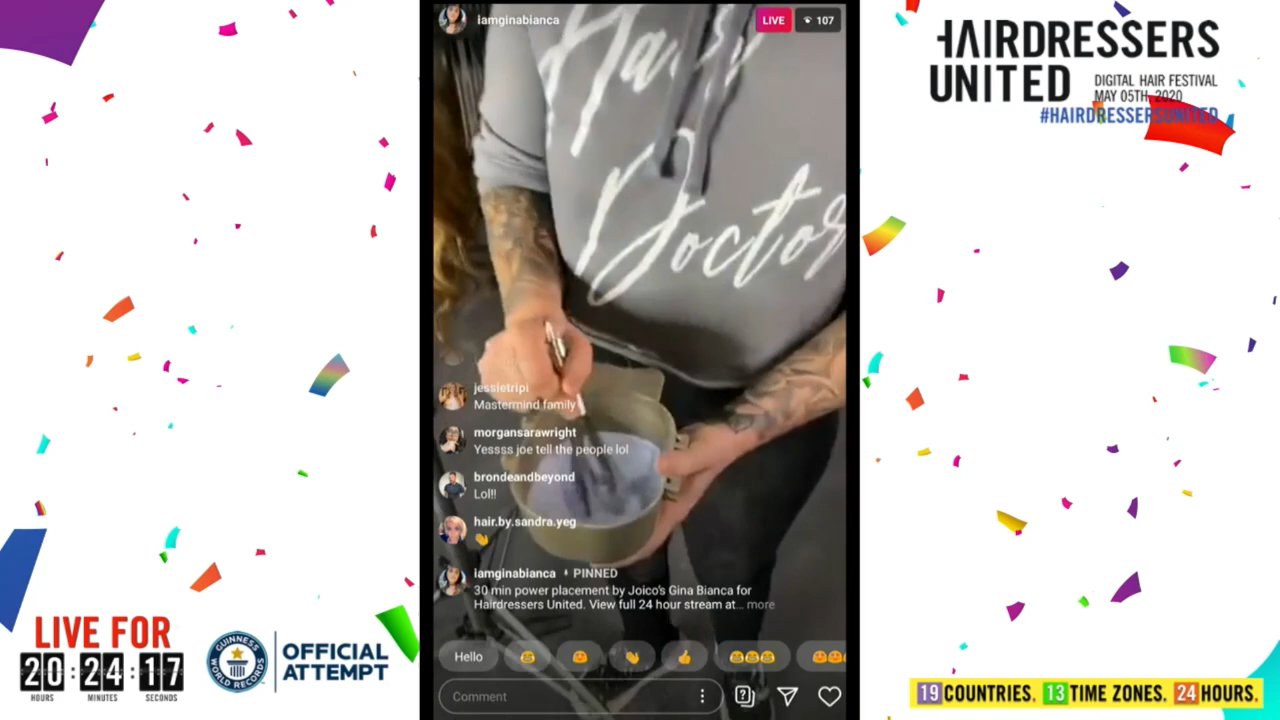 iamginabianca
LIVE
107
Hairy
Doctor
jessietripi
Mastermind family
morgansarawright
Yessss joe tell the people lol
brondeandbeyond
Lol!!
hair.by.sandra.yeg
👏
iamginabianca PINNED
30 min power placement by Joico's Gina Bianca for
Hairdressers United. View full 24 hour stream at... more
Hello
Comment
HAIRDRESSERS
UNITED
DIGITAL HAIR FESTIVAL
MAY 05TH, 2020
#HAIRDRESSERSUNITED
LIVE FOR
20:24:17
HOURS MINUTES SECONDS
GUINNESS
WORLD RECORDS
OFFICIAL
ATTEMPT
19 COUNTRIES. 13 TIME ZONES. 24 HOURS.